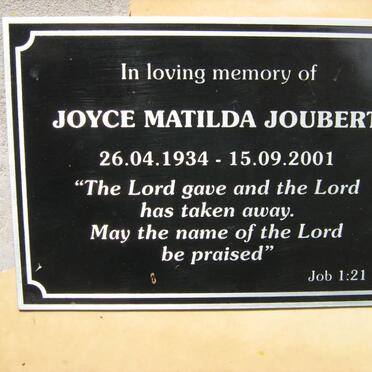 In loving memory of
JOYCE MATILDA JOUBERT
26.04.1934 - 15.09.2001
“The Lord gave and the Lord
has taken away.
May the name of the Lord
be praised”
Job 1:21